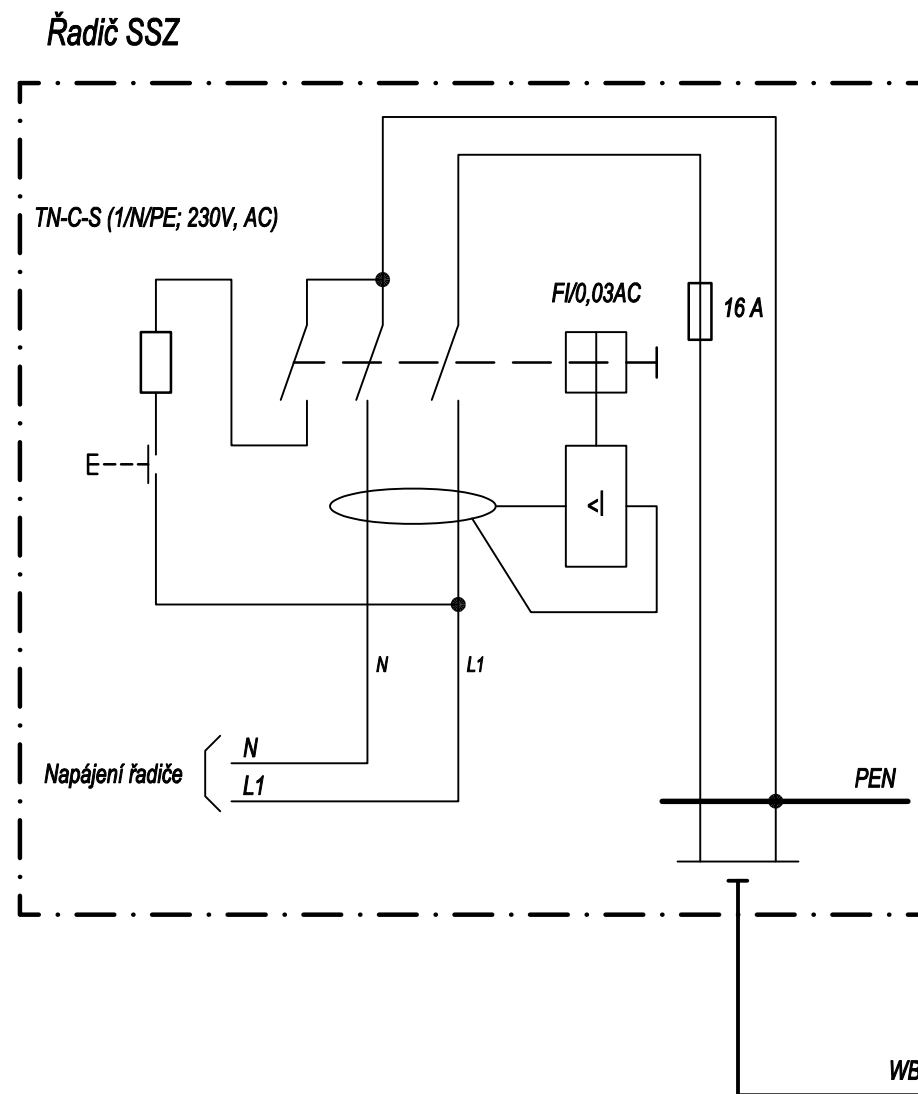 Řadič SSZ
TN-C-S (1/N/PE; 230V, AC)
FI/0,03AC
16 A
N
L1
N
L1
Napájení řadiče
PEN
WB